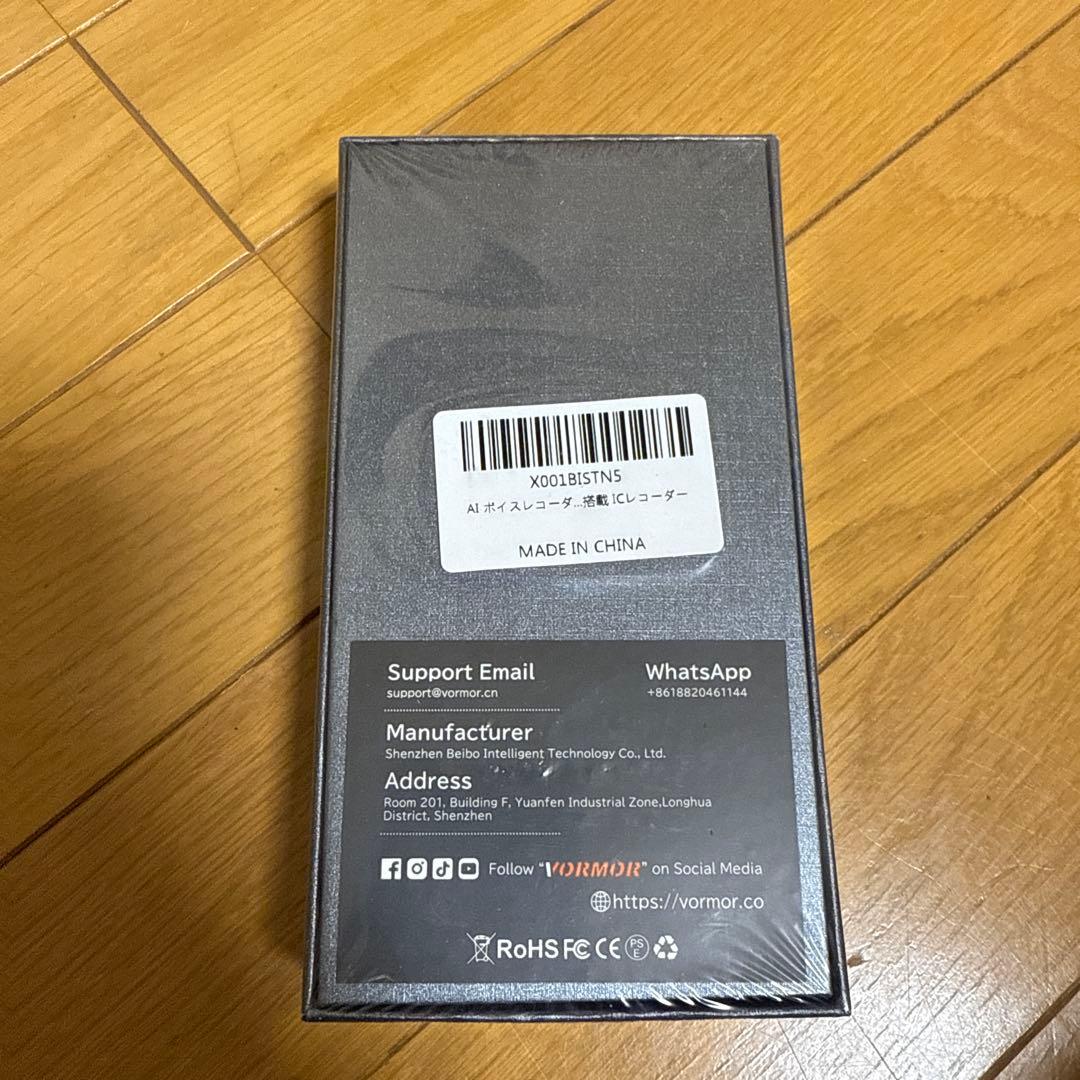 X001BISTN5
AI ボイスレコーダ...搭載 ICレコーダー
MADE IN CHINA
Support Email
support@vormor.cn
WhatsApp
+8618820461144
Manufacturer
Shenzhen Beibo Intelligent Technology Co., Ltd.
Address
Room 201, Building F, Yuanfen Industrial Zone,Longhua
District, Shenzhen
Follow “VORMOR” on Social Media
https://vormor.co
RoHS FC CE PSE